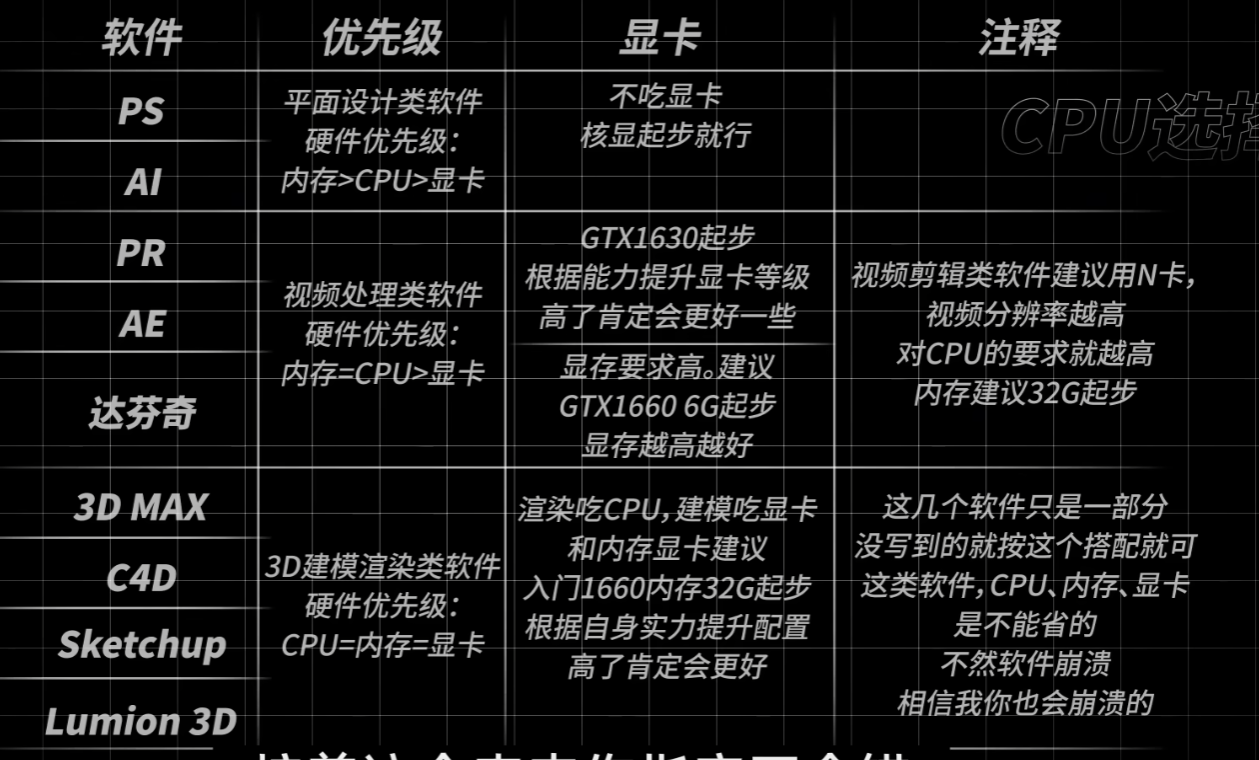 软件 优先级 显卡 注释
PS
AI
平面设计类软件
硬件优先级：
内存>CPU>显卡
不吃显卡
核显起步就行
CPU选择
PR
AE
达芬奇
视频处理类软件
硬件优先级：
内存=CPU>显卡
GTX1630起步
根据能力提升显卡等级
高了肯定会更好一些
显存要求高。建议
GTX1660 6G起步
显存越高越好
视频剪辑类软件建议用N卡，
视频分辨率越高
对CPU的要求就越高
内存建议32G起步
3D MAX
C4D
Sketchup
Lumion 3D
3D建模渲染类软件
硬件优先级：
CPU=内存=显卡
渲染吃CPU，建模吃显卡
和内存显卡建议
入门1660内存32G起步
根据自身实力提升配置
高了肯定会更好
这几个软件只是一部分
没写到的就按这个搭配就可
这类软件，CPU、内存、显卡
是不能省的
不然软件崩溃
相信我你也会崩溃的